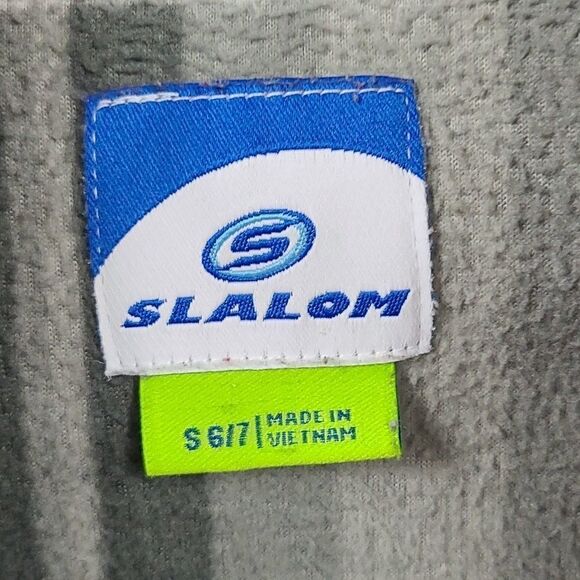 S
SLALOM
S 6/7 | MADE IN
VIETNAM